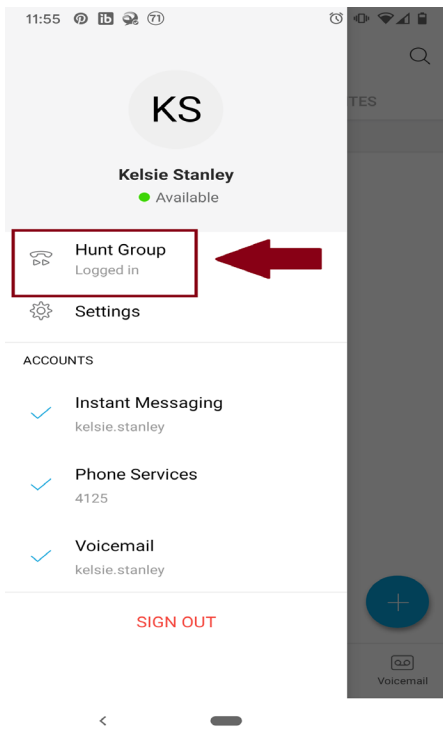 11:55
71
TES
KS
Kelsie Stanley
Available
Hunt Group
Logged in
Settings
ACCOUNTS
Instant Messaging
kelsie.stanley
Phone Services
4125
Voicemail
kelsie.stanley
SIGN OUT
Voicemail